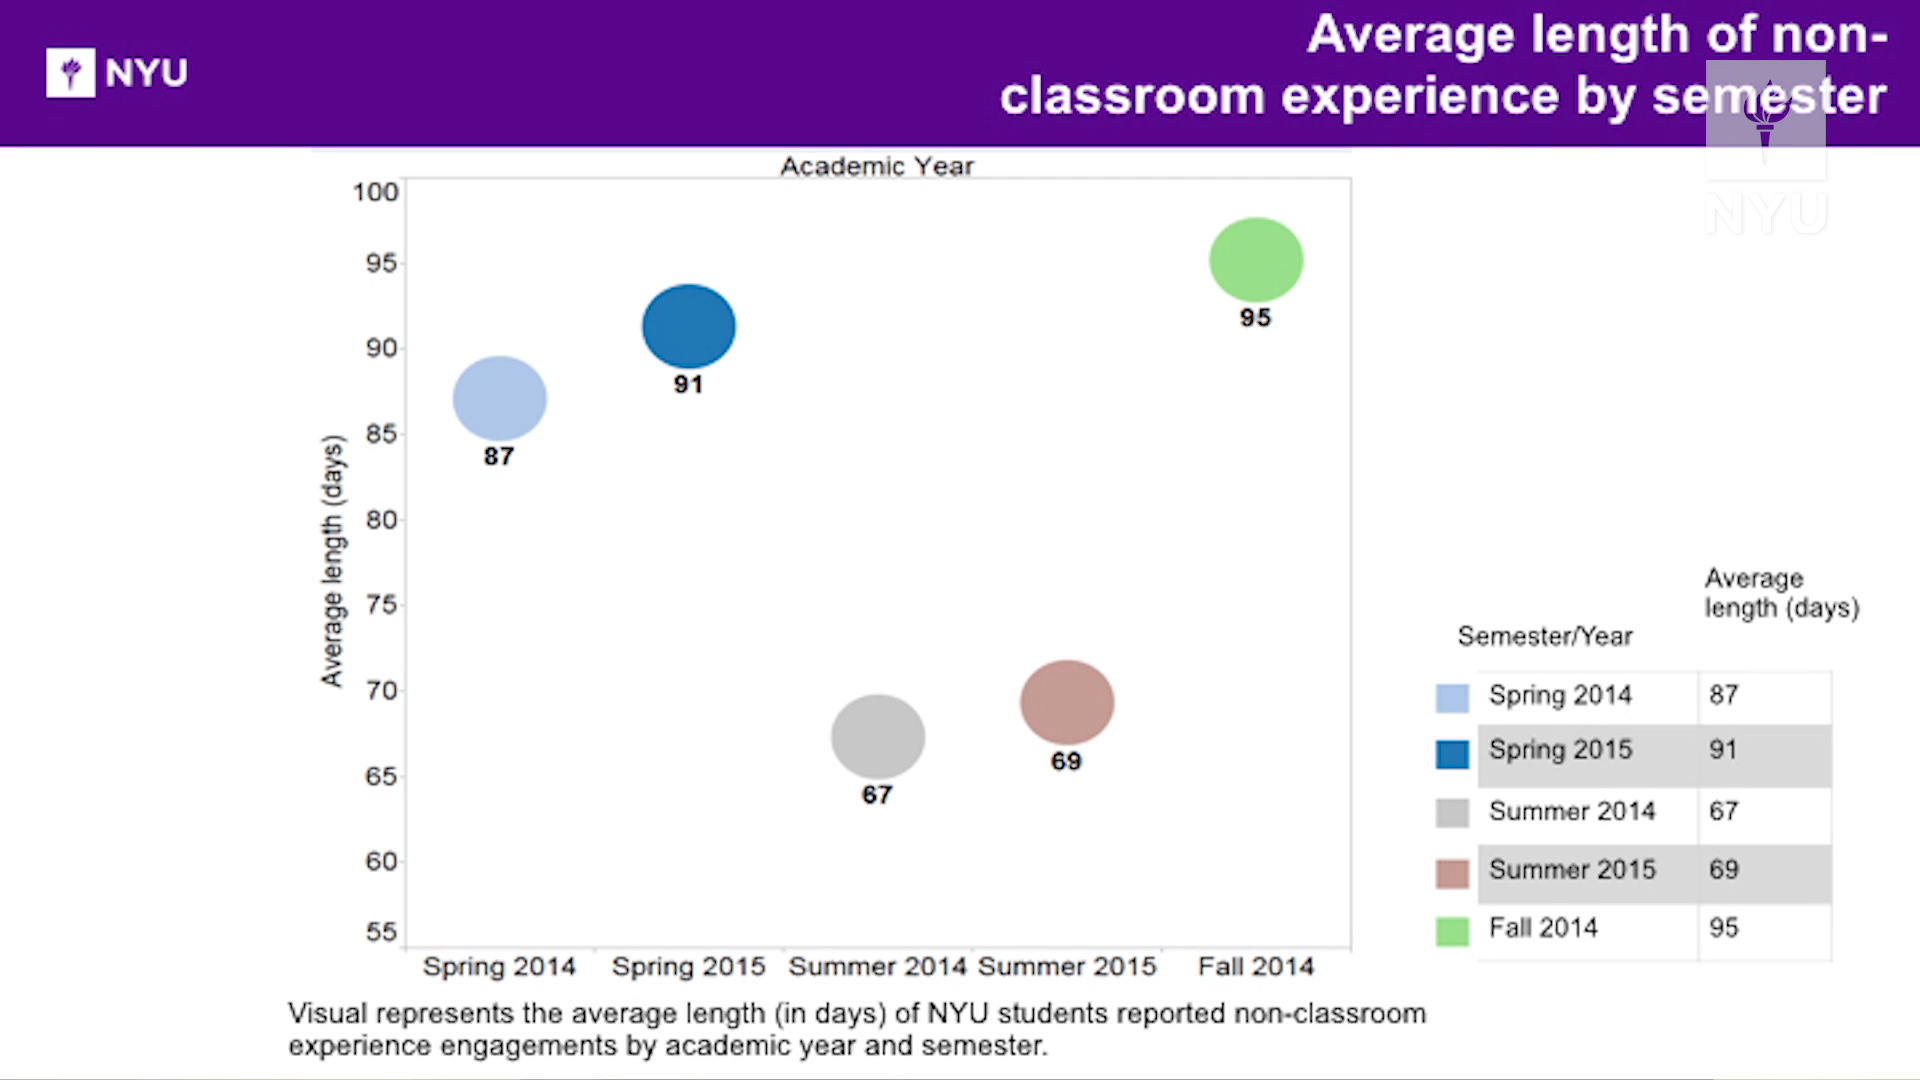 NYU
Average length of non-
classroom experience by semester
NYU
Academic Year
100
95
90
85
80
75
70
65
60
55
Average length (days)
87
91
67
69
95
Spring 2014 Spring 2015 Summer 2014 Summer 2015 Fall 2014
Average
length (days)
Semester/Year
Spring 2014 87
Spring 2015 91
Summer 2014 67
Summer 2015 69
Fall 2014 95
Visual represents the average length (in days) of NYU students reported non-classroom
experience engagements by academic year and semester.